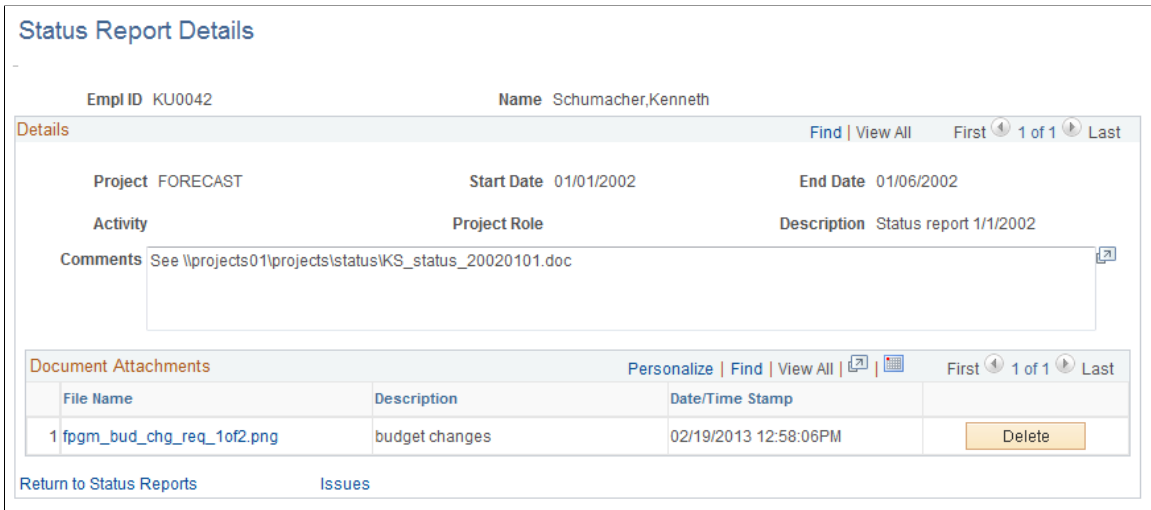 Status Report Details
Empl ID KU0042 Name Schumacher,Kenneth
Details Find | View All First 1 of 1 Last
Project FORECAST Start Date 01/01/2002 End Date 01/06/2002
Activity Project Role Description Status report 1/1/2002
Comments See \\projects01\projects\status\KS_status_20020101.doc
Document Attachments Personalize | Find | View All | | First 1 of 1 Last
File Name Description Date/Time Stamp
1 fpgm_bud_chg_req_1of2.png budget changes 02/19/2013 12:58:06PM Delete
Return to Status Reports Issues